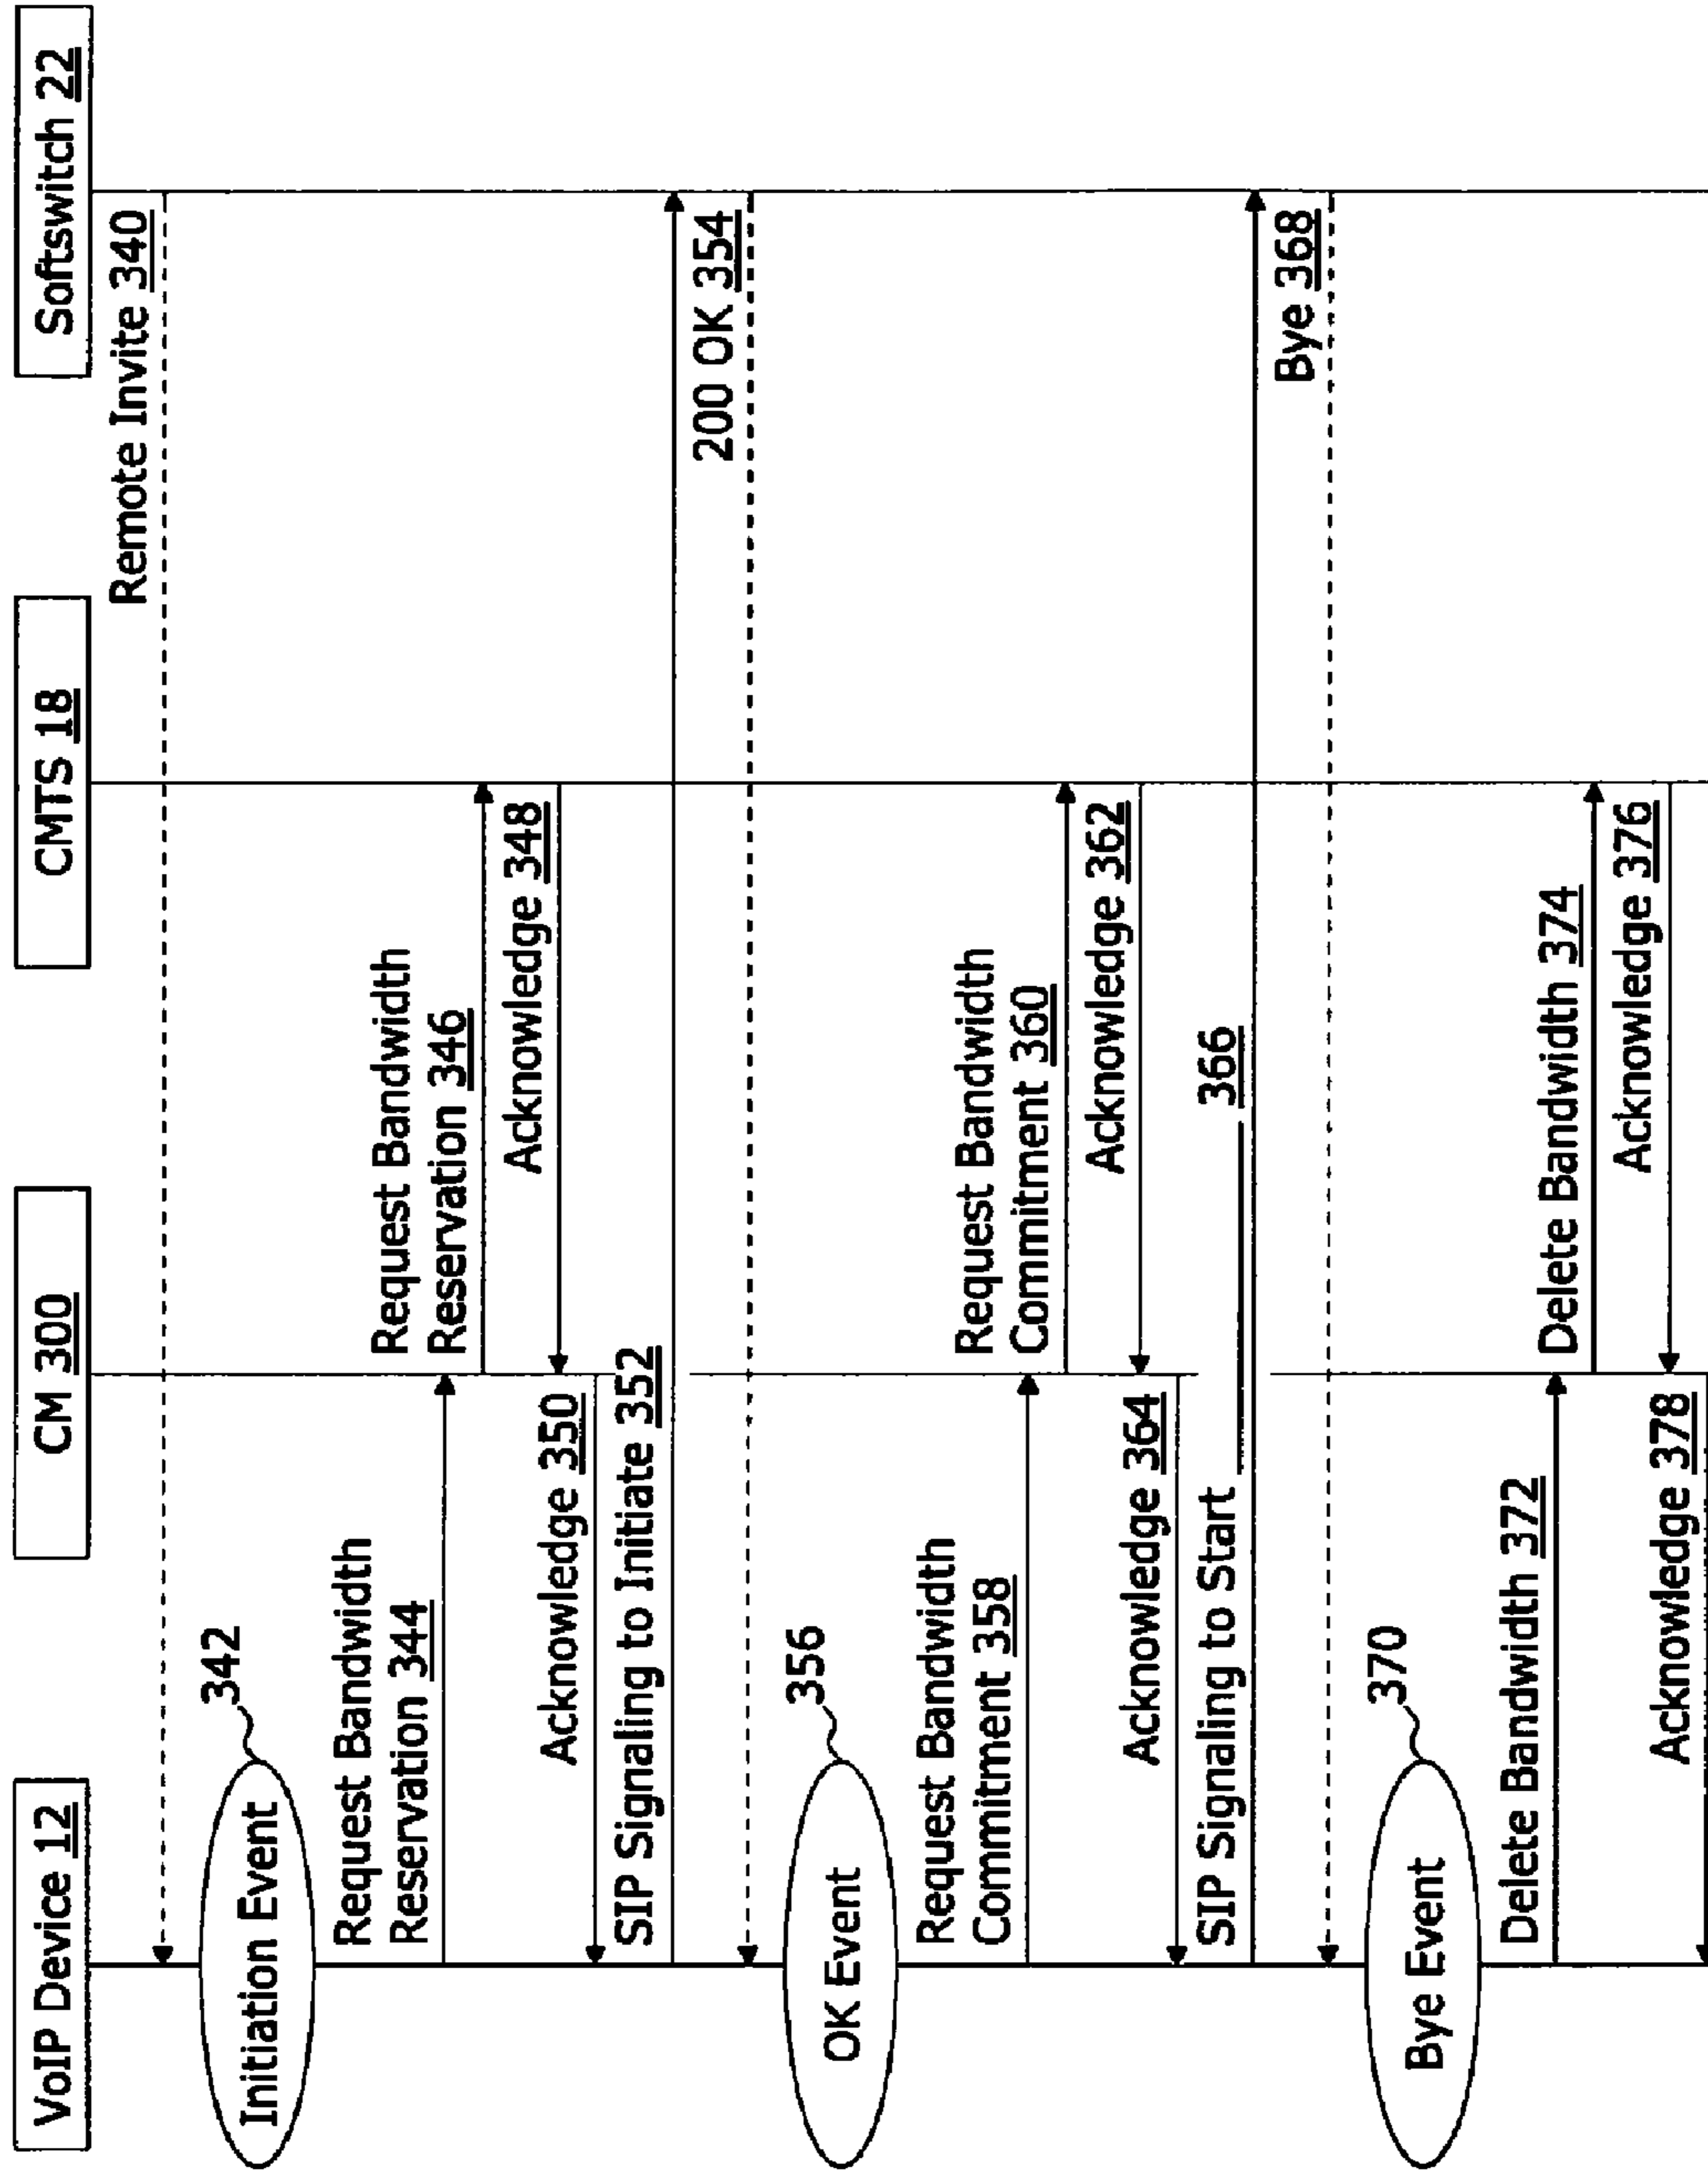 VoIP Device 12
CM 300
CMTS 18
Softswitch 22
Remote Invite 340
342
Initiation Event
Request Bandwidth
Reservation 344
Request Bandwidth
Reservation 346
Acknowledge 348
Acknowledge 350
SIP Signaling to Initiate 352
200 OK 354
356
OK Event
Request Bandwidth
Commitment 358
Request Bandwidth
Commitment 360
Acknowledge 362
Acknowledge 364
SIP Signaling to Start
366
Bye 368
370
Bye Event
Delete Bandwidth 372
Delete Bandwidth 374
Acknowledge 376
Acknowledge 378